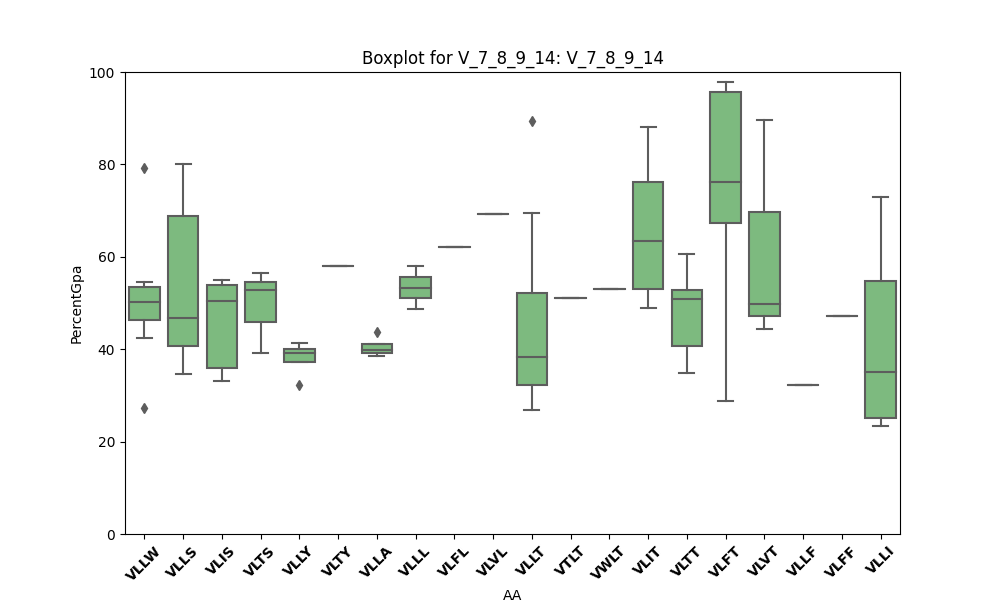 Boxplot for V_7_8_9_14: V_7_8_9_14
100
80
60
40
20
0
PercentGpa
VLLW VLLS VLIS VLTS VLLY VLTY VLLA VLLL VLFL VLVL VLLT VTLT VWLT VLIT VLTT VLFT VLVT VLLF VLFF VLLI
AA